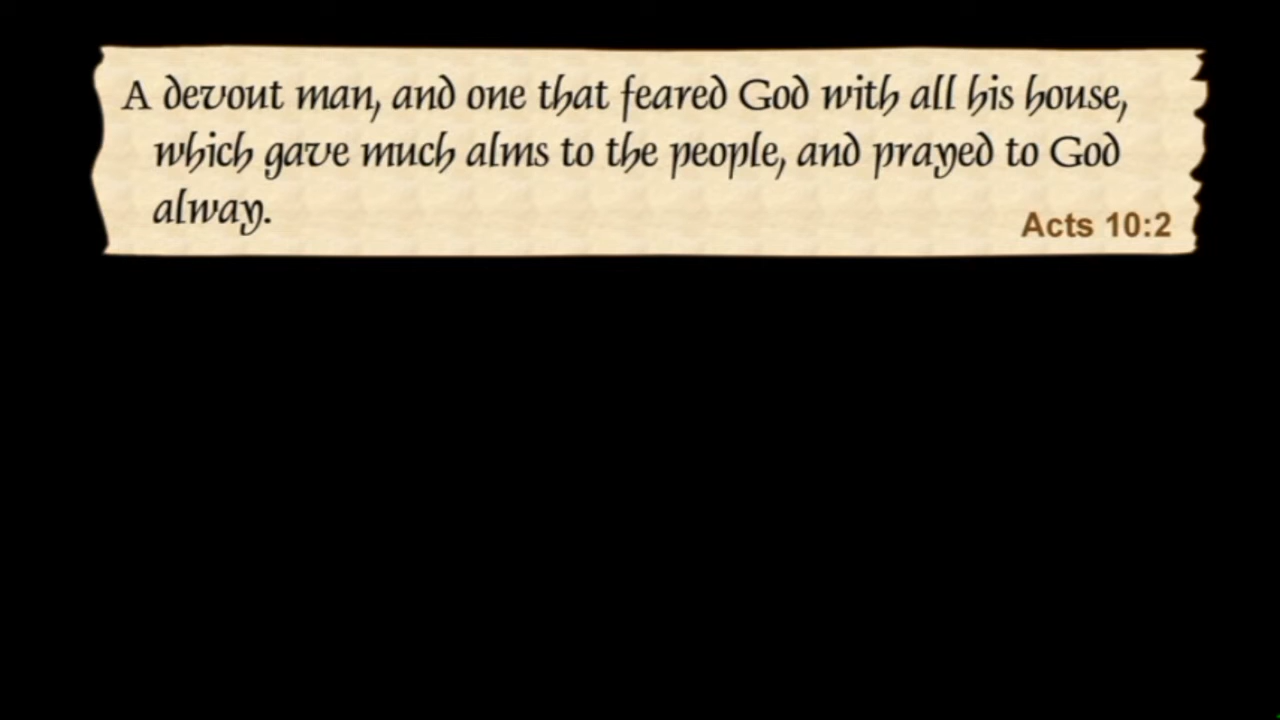 A devout man, and one that feared God with all his house,
which gave much alms to the people, and prayed to God
alway.
Acts 10:2